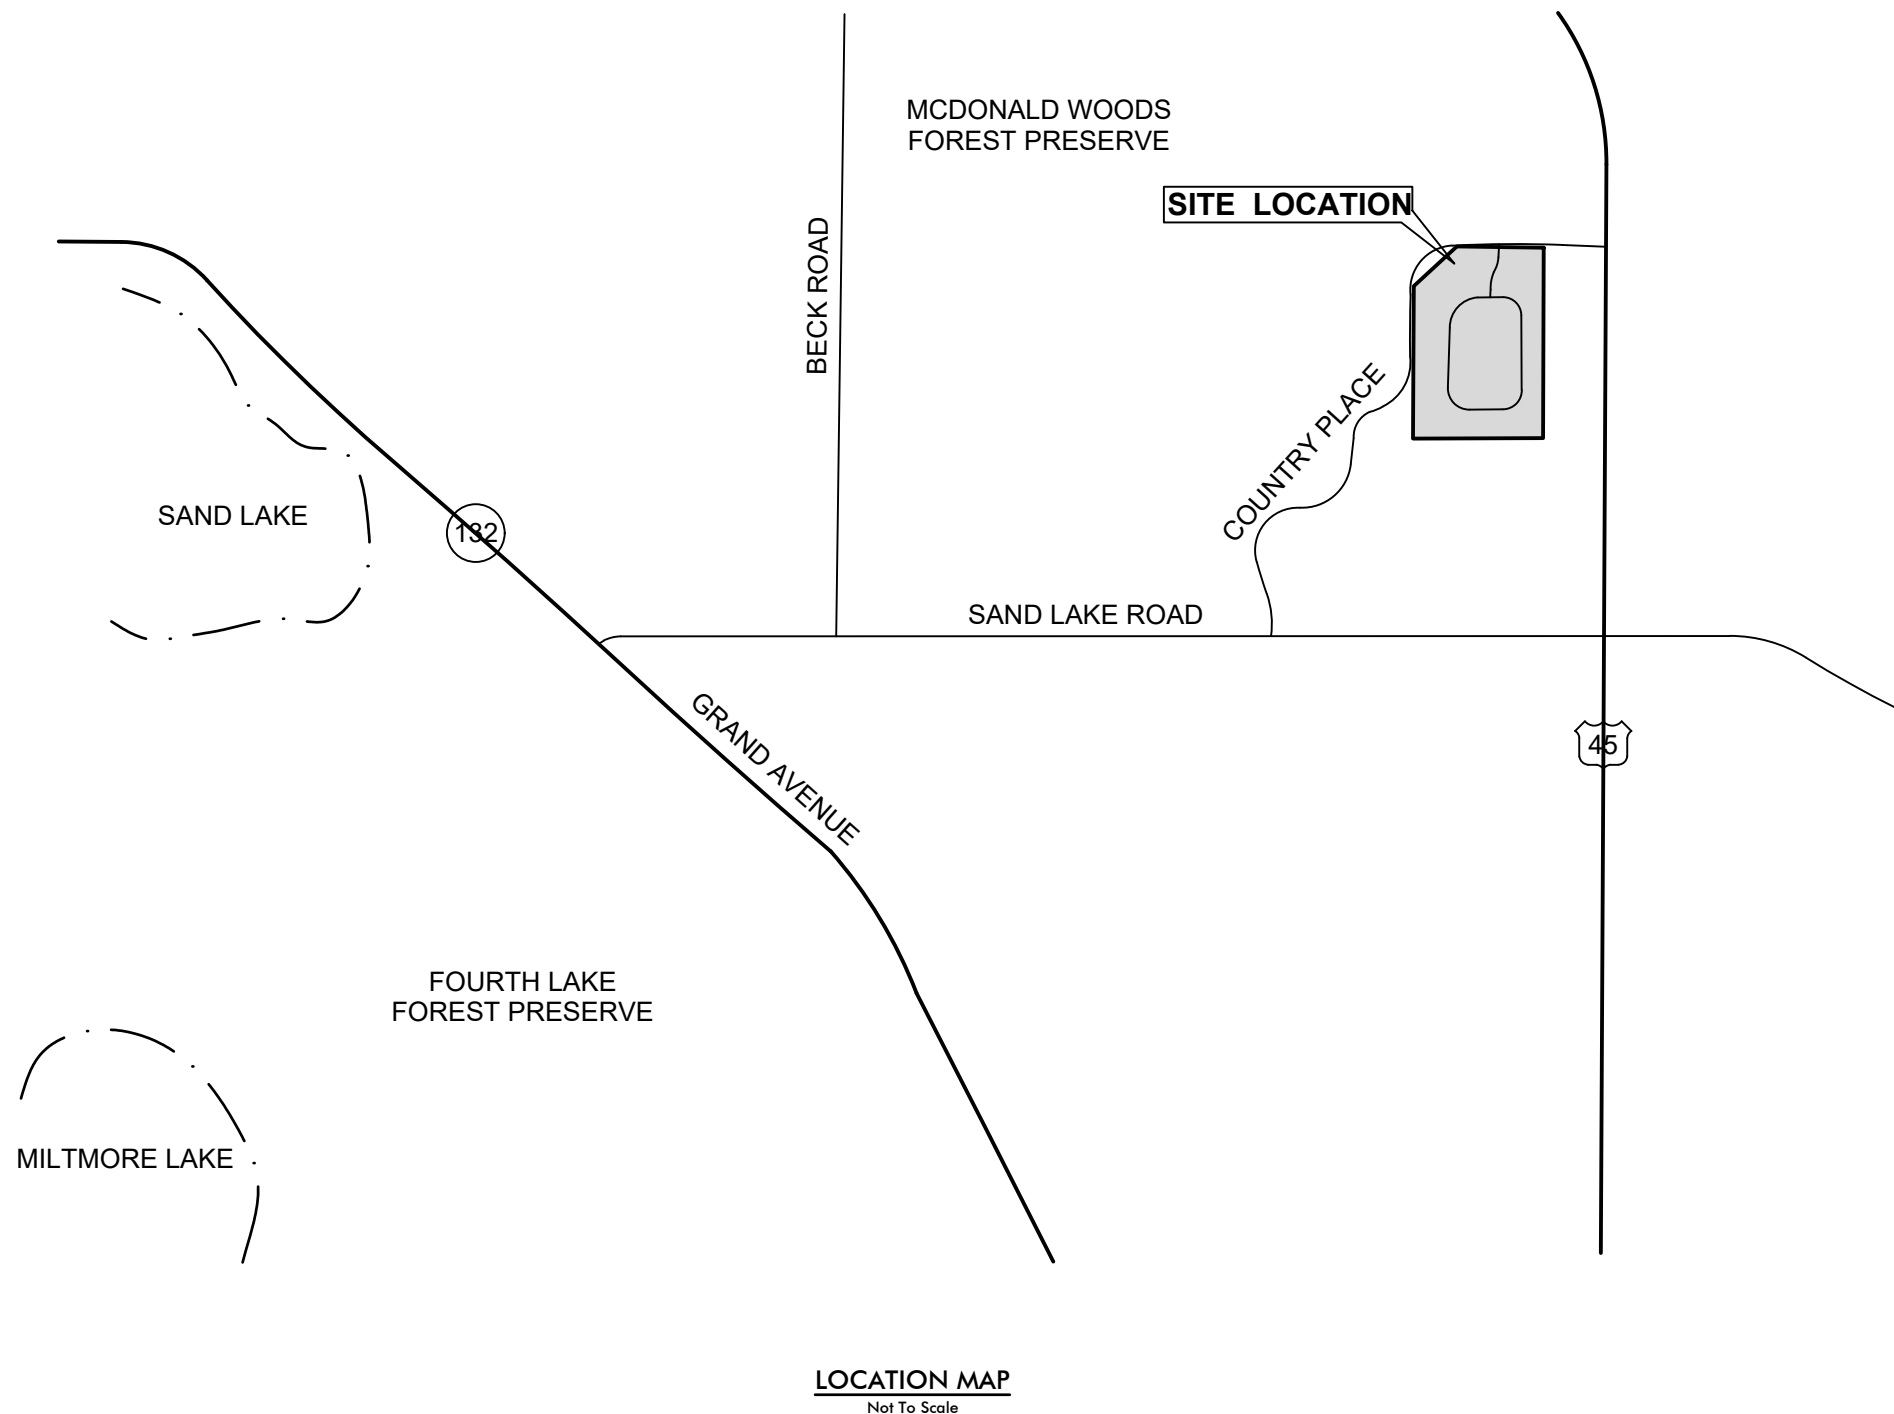 MCDONALD WOODS
FOREST PRESERVE
SITE LOCATION
BECK ROAD
COUNTRY PLACE
SAND LAKE
132
SAND LAKE ROAD
GRAND AVENUE
45
FOURTH LAKE
FOREST PRESERVE
MILTMORE LAKE
LOCATION MAP
Not To Scale